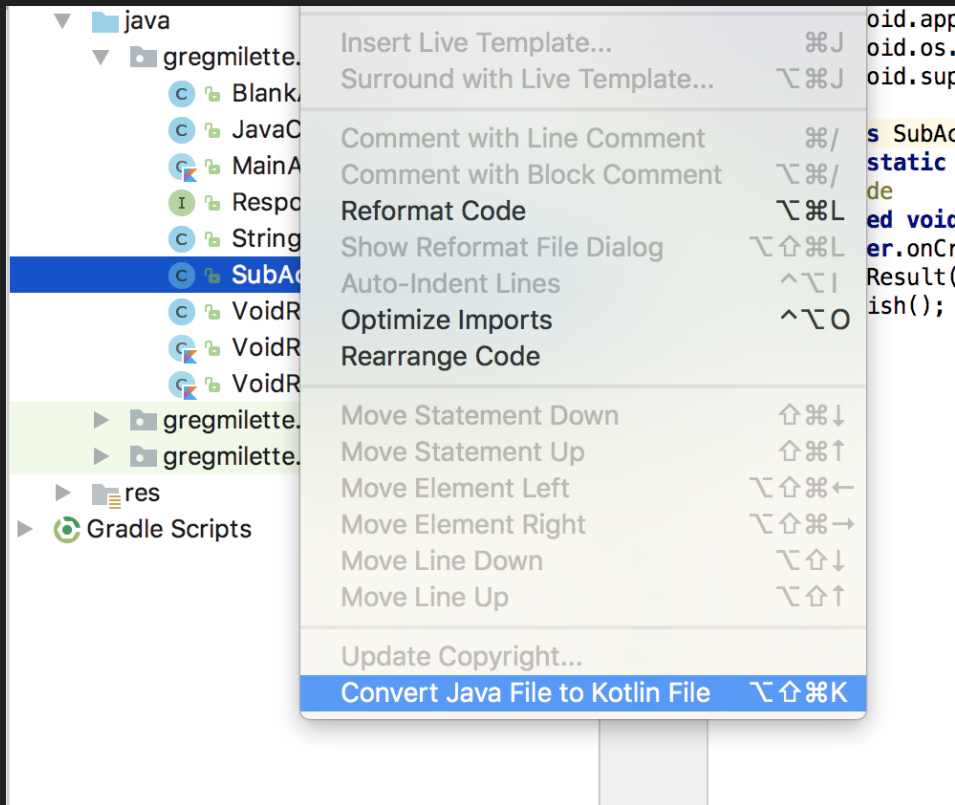 java
gregmilette.
BlankA
JavaC
MainA
Respo
String
SubAc
VoidR
VoidR
VoidR
gregmilette.
gregmilette.
res
Gradle Scripts
Insert Live Template... ⌘J
Surround with Live Template... ⌥⌘J
Comment with Line Comment ⌘/
Comment with Block Comment ⌥⌘/
Reformat Code ⌥⌘L
Show Reformat File Dialog ⌥⇧⌘L
Auto-Indent Lines ^⌥I
Optimize Imports ^⌥O
Rearrange Code
Move Statement Down ⇧⌘↓
Move Statement Up ⇧⌘↑
Move Element Left ⌥⇧⌘←
Move Element Right ⌥⇧⌘→
Move Line Down ⌥⇧↓
Move Line Up ⌥⇧↑
Update Copyright...
Convert Java File to Kotlin File ⌥⇧⌘K
oid.app
oid.os.
oid.sup
s SubAc
static
de
ed void
er.onCr
Result(
ish();